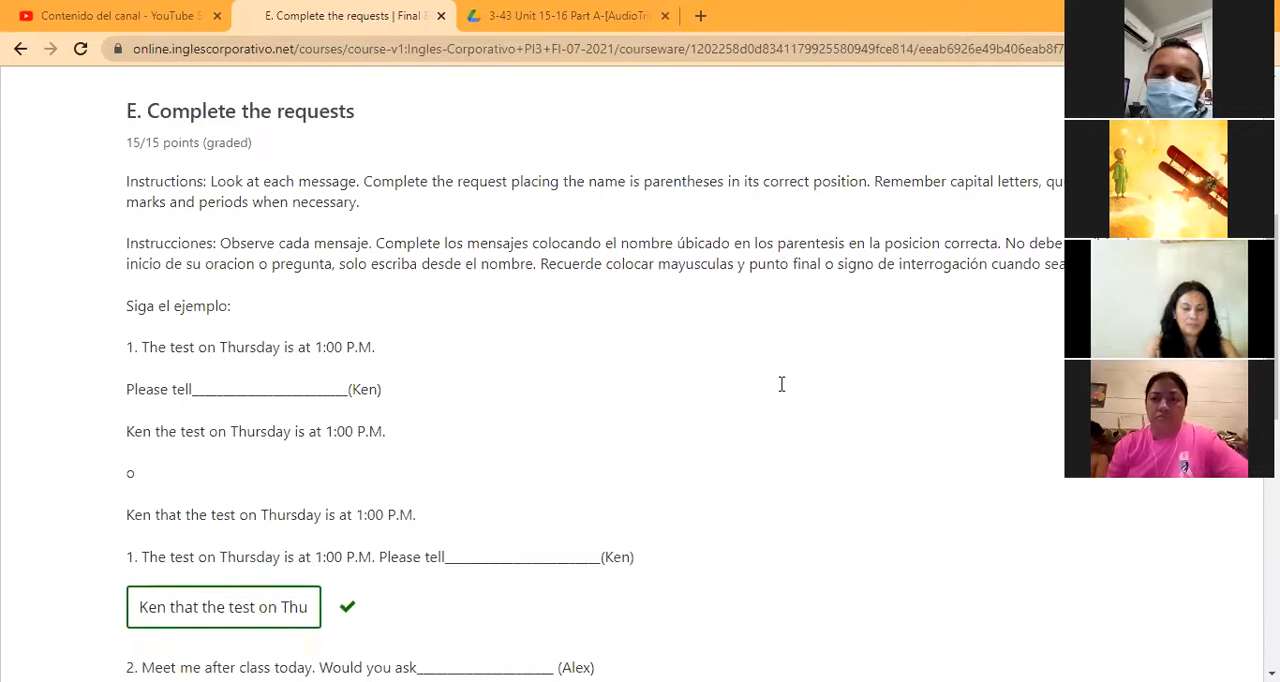 Contenido del canal - YouTube S
E. Complete the requests | Final E
3-43 Unit 15-16 Part A-[AudioTri
online.inglescorporativo.net/courses/course-v1:Ingles-Corporativo+PI3+FI-07-2021/courseware/1202258d0d8341179925580949fce814/eeab6926e49b406eab8f7
E. Complete the requests
15/15 points (graded)
Instructions: Look at each message. Complete the request placing the name is parentheses in its correct position. Remember capital letters, qu
marks and periods when necessary.
Instrucciones: Observe cada mensaje. Complete los mensajes colocando el nombre úbicado en los parentesis en la posicion correcta. No debe
inicio de su oracion o pregunta, solo escriba desde el nombre. Recuerde colocar mayusculas y punto final o signo de interrogación cuando sea
Siga el ejemplo:
1. The test on Thursday is at 1:00 P.M.
Please tell____________________(Ken)
Ken the test on Thursday is at 1:00 P.M.
o
Ken that the test on Thursday is at 1:00 P.M.
1. The test on Thursday is at 1:00 P.M. Please tell____________________(Ken)
Ken that the test on Thu
2. Meet me after class today. Would you ask__________________ (Alex)